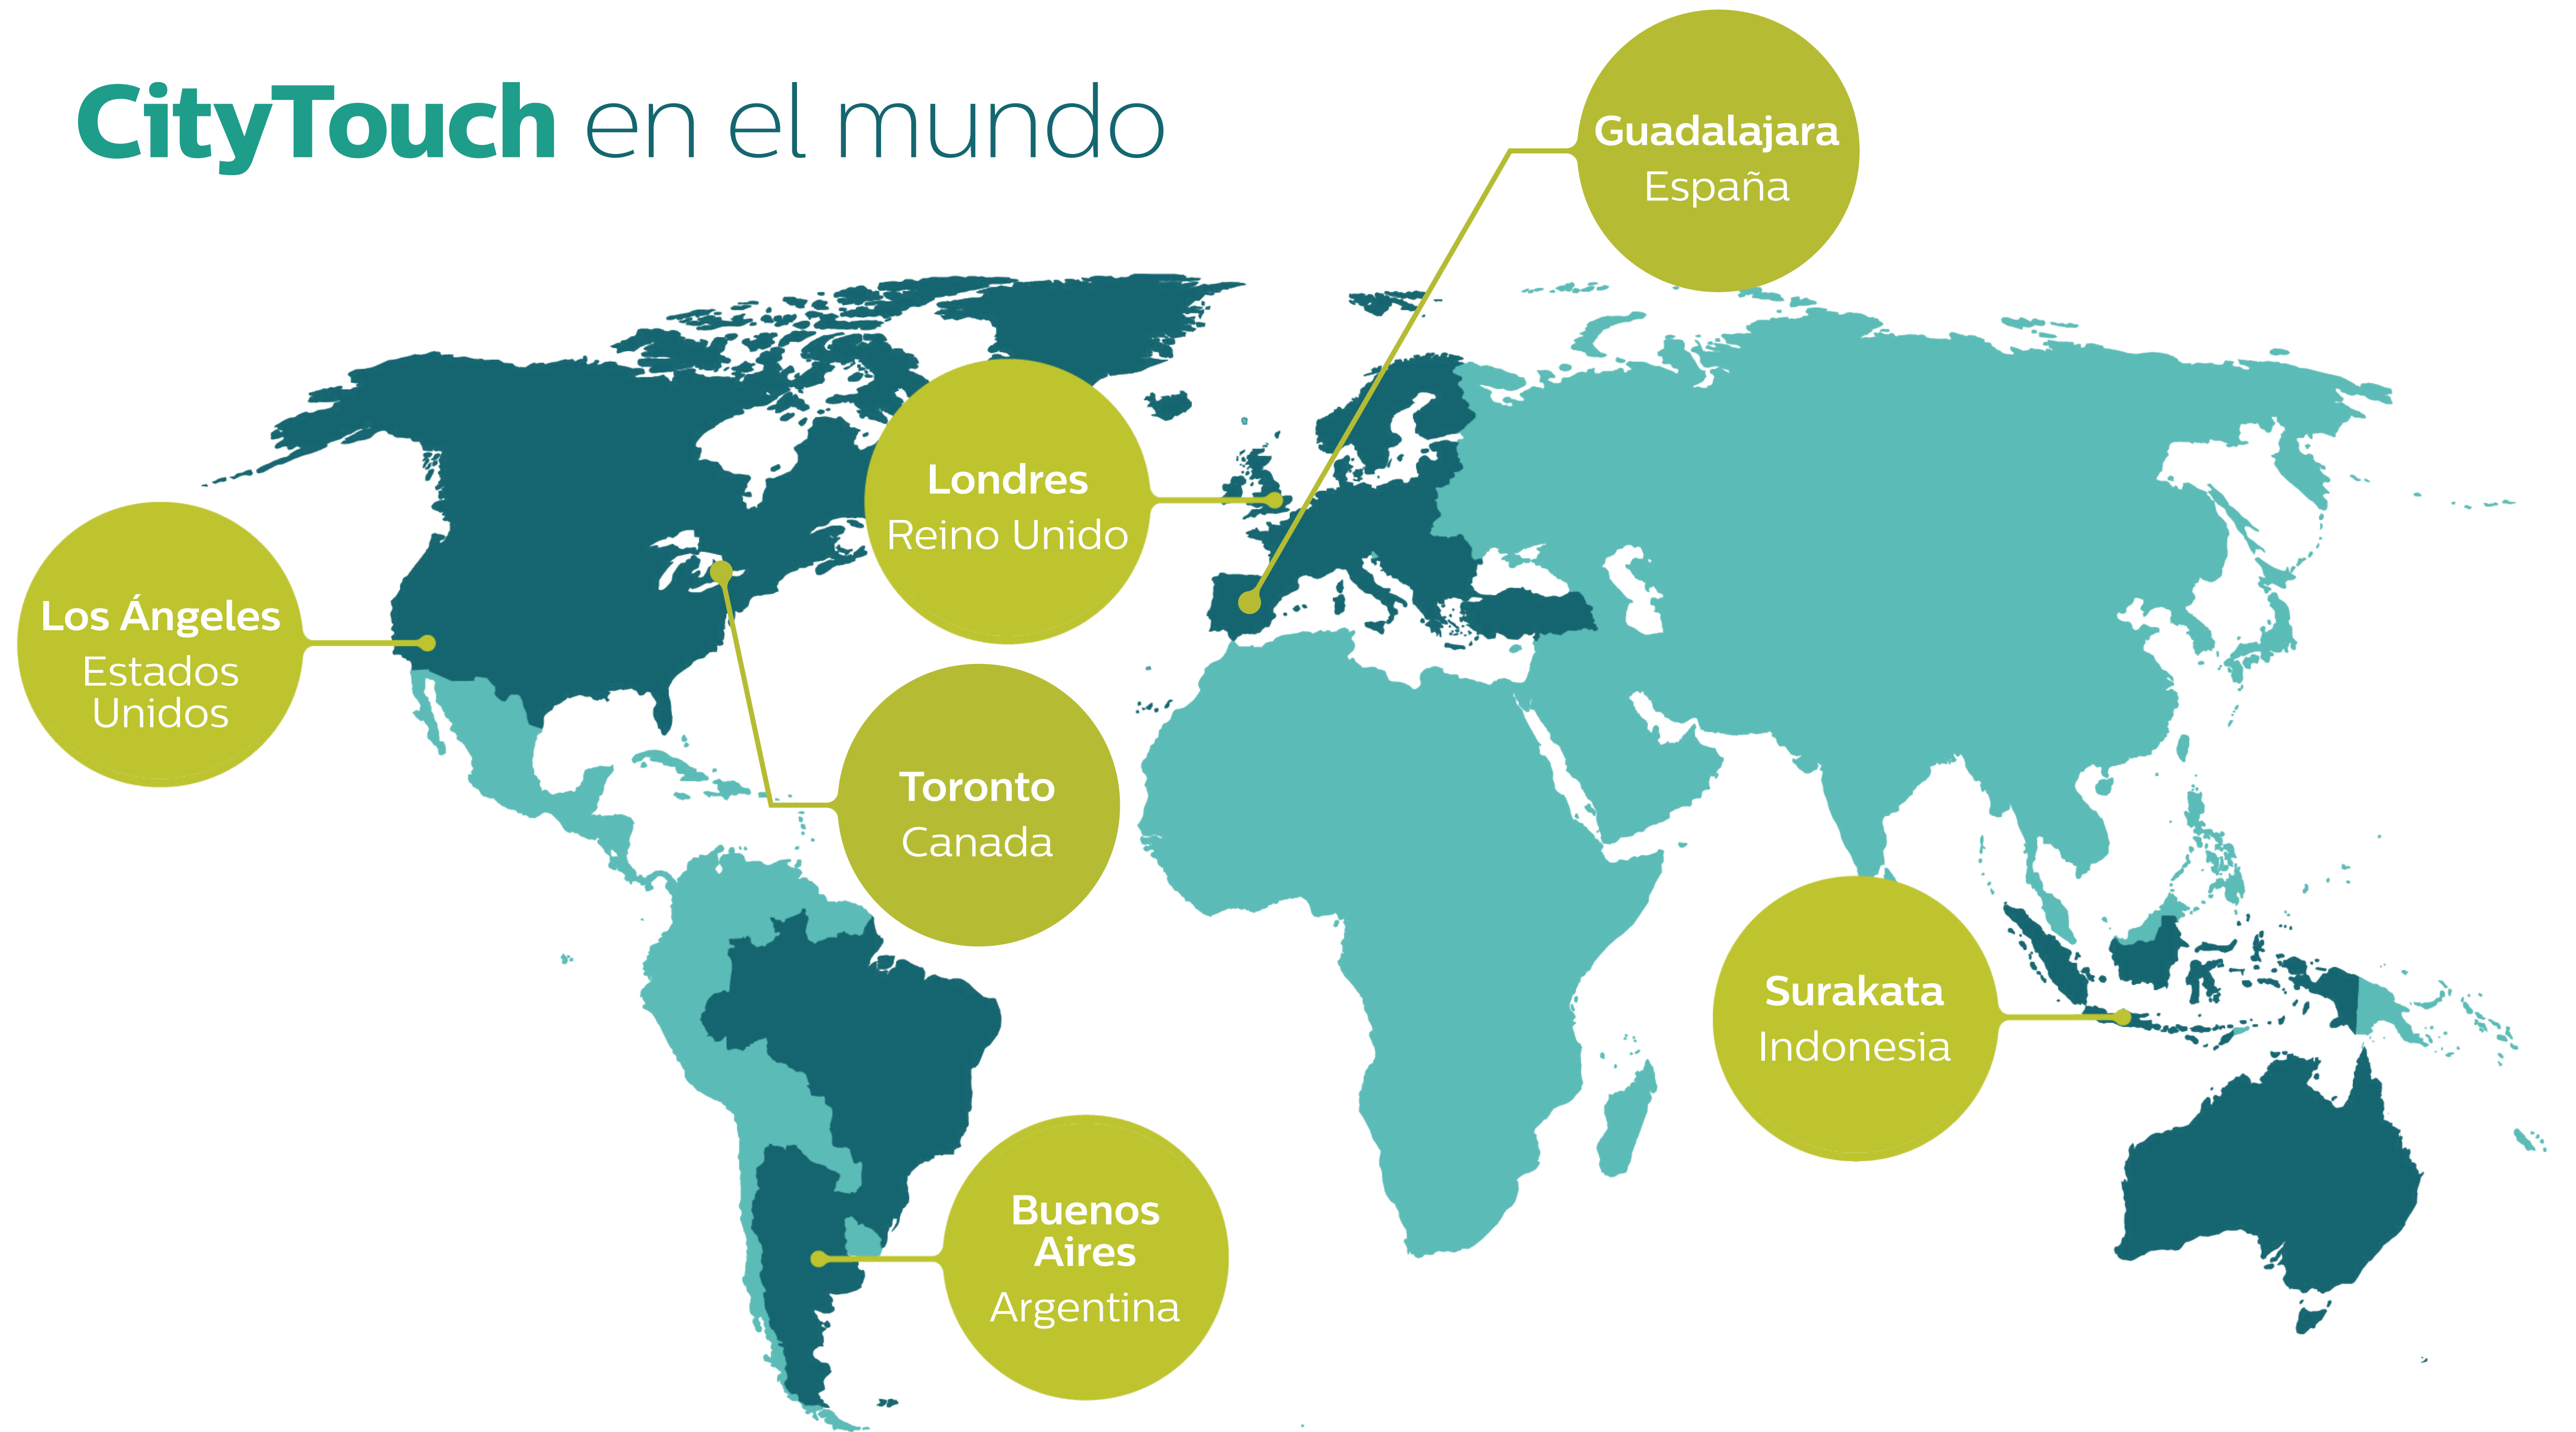 CityTouch en el mundo
Guadalajara
España
Londres
Reino Unido
Los Ángeles
Estados
Unidos
Toronto
Canada
Surakata
Indonesia
Buenos
Aires
Argentina